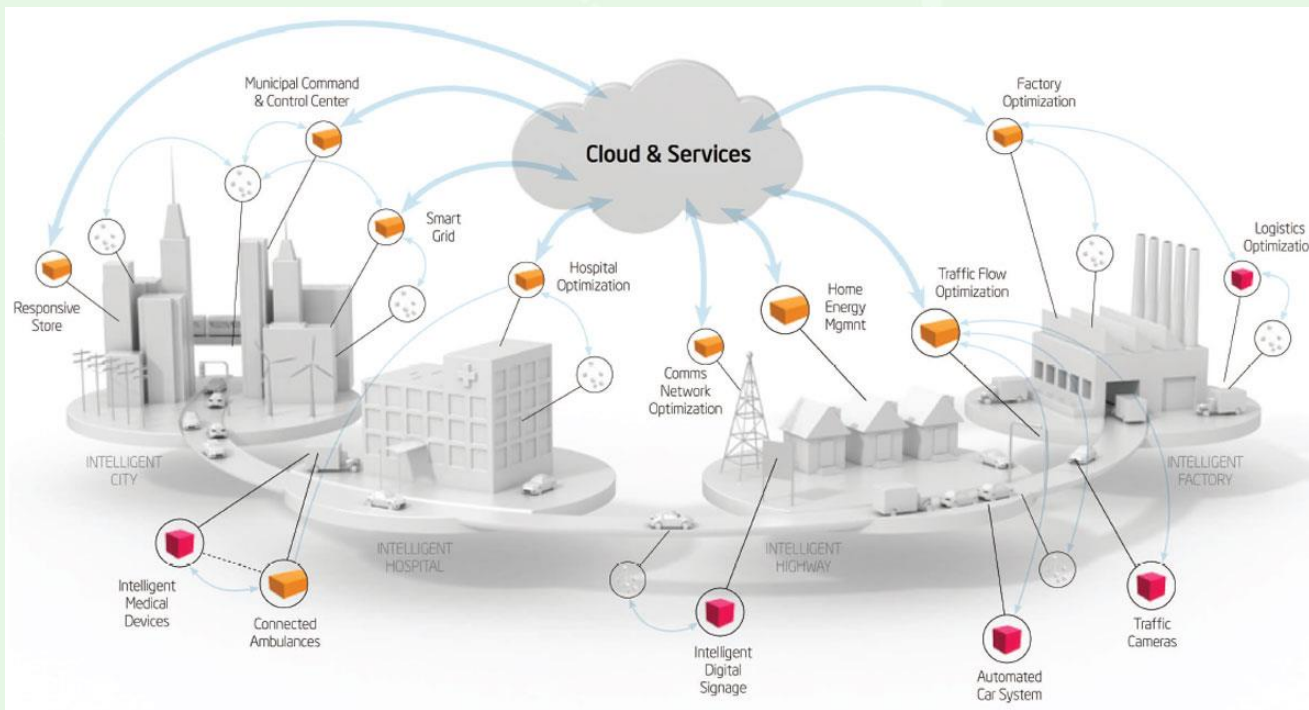 Municipal Command
& Control Center
Cloud & Services
Factory
Optimization
Smart
Grid
Responsive
Store
Hospital
Optimization
Home
Energy
Mgmnt
Traffic Flow
Optimization
Logistics
Optimization
Comms
Network
Optimization
INTELLIGENT
CITY
INTELLIGENT
HOSPITAL
INTELLIGENT
HIGHWAY
INTELLIGENT
FACTORY
Intelligent
Medical
Devices
Connected
Ambulances
Intelligent
Digital
Signage
Automated
Car System
Traffic
Cameras